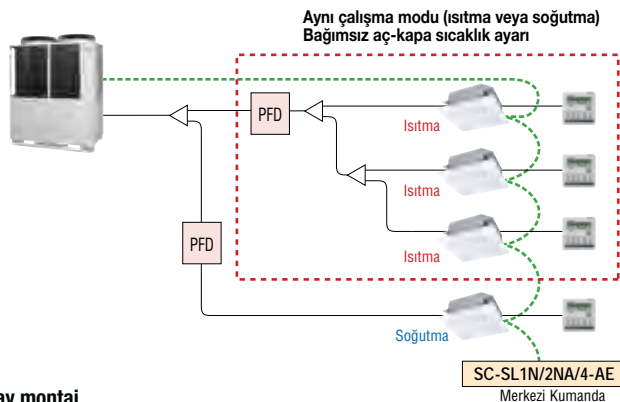 Aynı çalışma modu (ısıtma veya soğutma)
Bağımsız aç-kapa sıcaklık ayarı
PFD
Isıtma
Isıtma
PFD
Isıtma
Soğutma
SC-SL1N/2NA/4-AE
Merkezi Kumanda
montaj